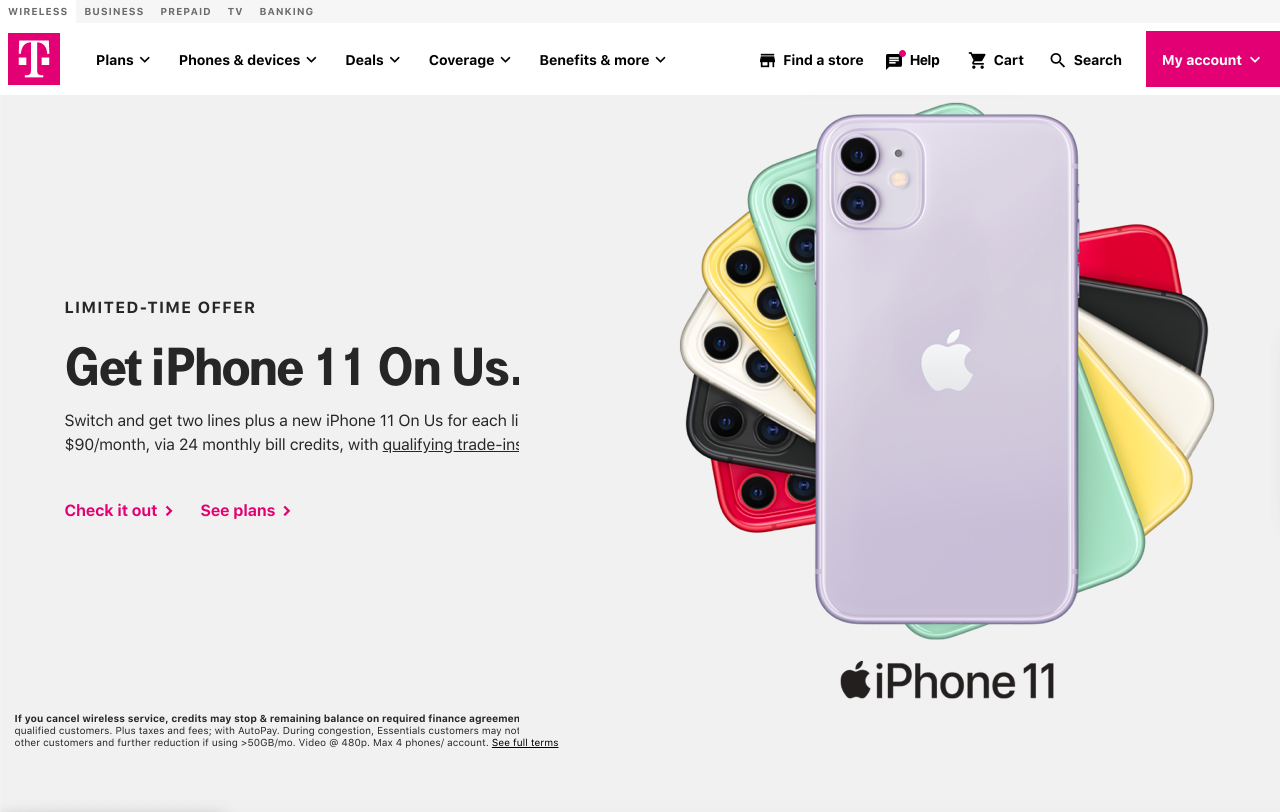 WIRELESS BUSINESS PREPAID TV BANKING
T Plans Phones & devices Deals Coverage Benefits & more Find a store Help Cart Search My account
LIMITED-TIME OFFER
Get iPhone 11 On Us.
Switch and get two lines plus a new iPhone 11 On Us for each li
$90/month, via 24 monthly bill credits, with qualifying trade-ins
Check it out See plans
iPhone 11
If you cancel wireless service, credits may stop & remaining balance on required finance agreemen
qualified customers. Plus taxes and fees; with AutoPay. During congestion, Essentials customers may not
other customers and further reduction if using >50GB/mo. Video @ 480p. Max 4 phones/ account. See full terms